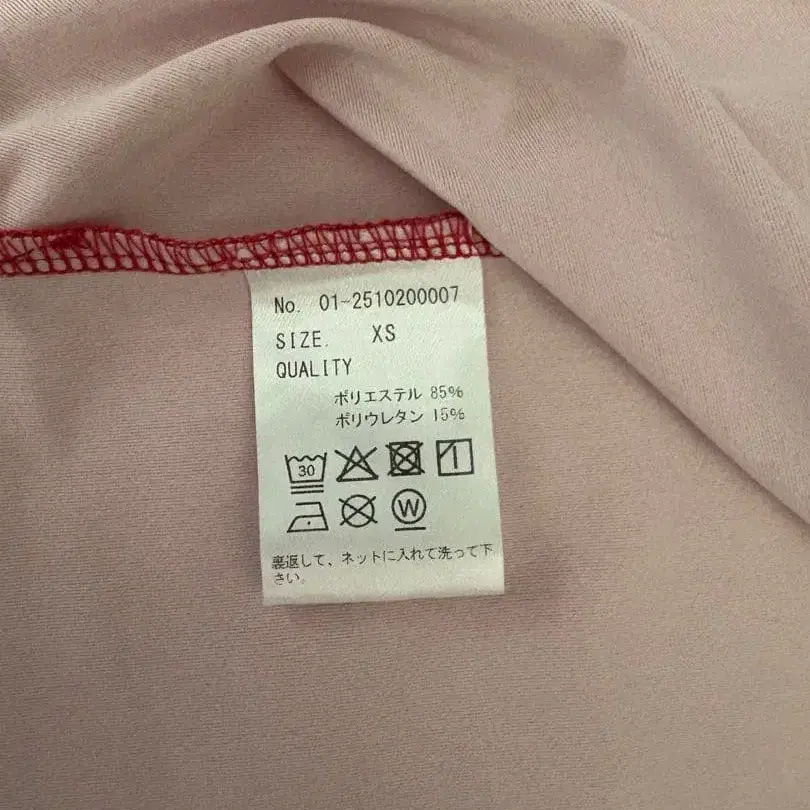 No. 01-2510200007
SIZE. XS
QUALITY
ポリエステル 85%
ポリウレタン 15%
30
W
裏返して、ネットに入れて洗って下
さい。